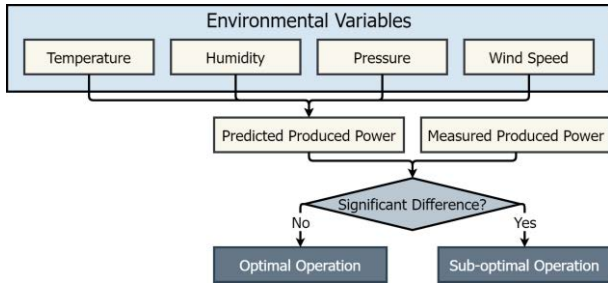 Environmental Variables
Temperature
Humidity
Pressure
Wind Speed
Predicted Produced Power
Measured Produced Power
Significant Difference?
No
Yes
Optimal Operation
Sub-optimal Operation